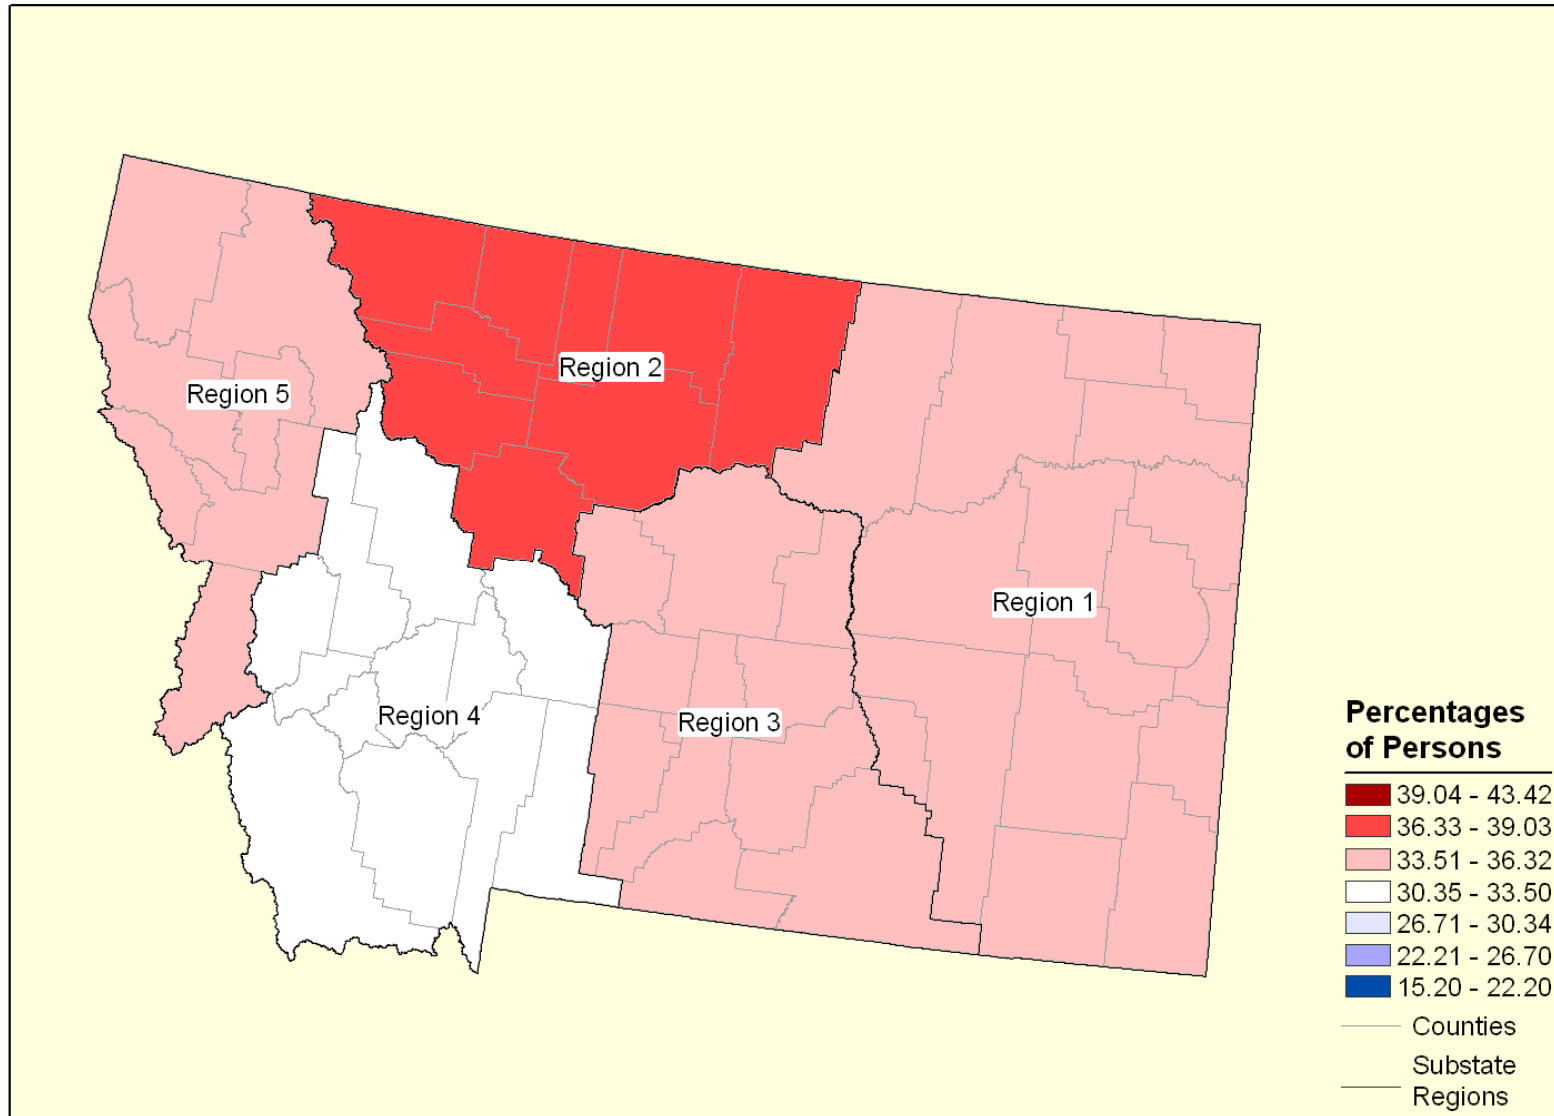 Region 2
Region 5
Region 1
Region 4
Region 3
Percentages
of Persons
39.04 - 43.42
36.33 - 39.03
33.51 - 36.32
30.35 - 33.50
26.71 - 30.34
22.21 - 26.70
15.20 - 22.20
Counties
Substate
Regions